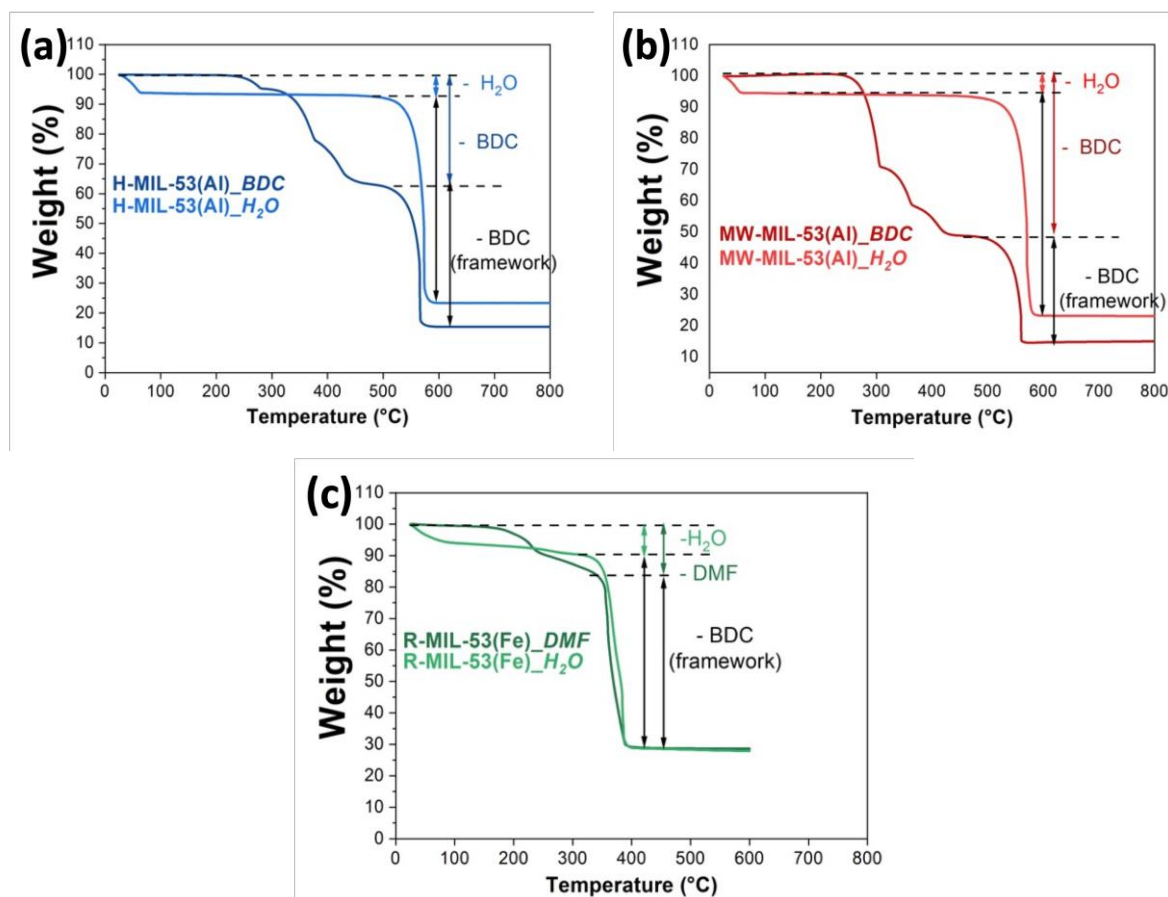 (a)
110
100
90
80
70
60
50
40
30
20
10
0
Weight (%)
- H₂O
- BDC
- BDC
(framework)
H-MIL-53(Al)_BDC
H-MIL-53(Al)_H₂O
0 100 200 300 400 500 600 700 800
Temperature (°C)
(b)
110
100
90
80
70
60
50
40
30
20
10
Weight (%)
- H₂O
- BDC
MW-MIL-53(Al)_BDC
MW-MIL-53(Al)_H₂O
- BDC
(framework)
0 100 200 300 400 500 600 700 800
Temperature (°C)
(c)
110
100
90
80
70
60
50
40
30
20
10
0
Weight (%)
-H₂O
- DMF
R-MIL-53(Fe)_DMF
R-MIL-53(Fe)_H₂O
- BDC
(framework)
0 100 200 300 400 500 600 700 800
Temperature (°C)